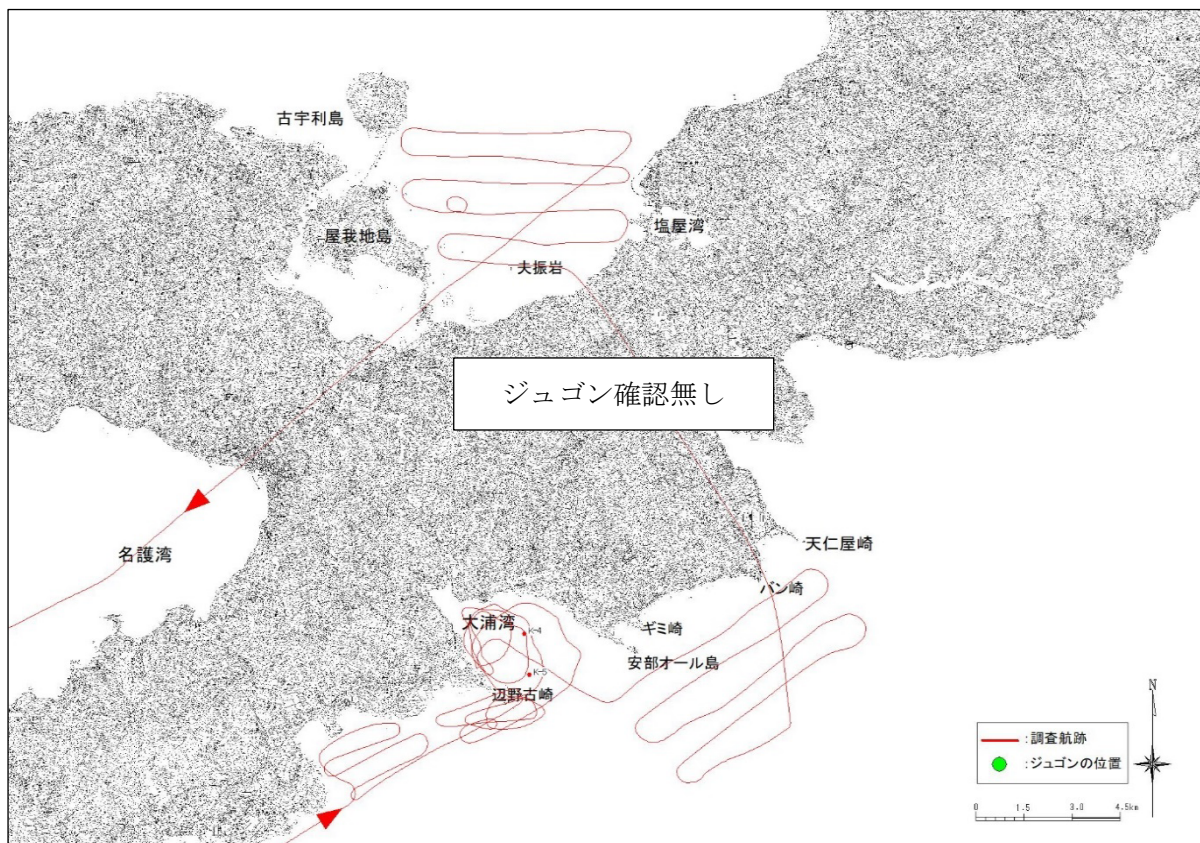 古宇利島
屋我地島
塩屋湾
夫振岩
ジュゴン確認無し
名護湾
天仁屋崎
バン崎
大浦湾
K-4
ギミ崎
安部オール島
K-5
辺野古崎
N
:調査航跡
:ジュゴンの位置
0 1.5 3.0 4.5km